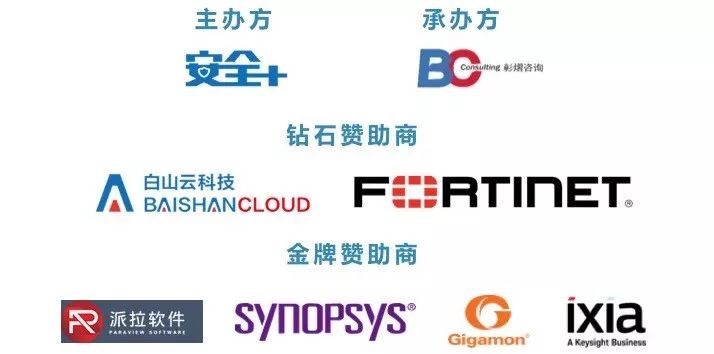 主办方 承办方
安全+ BC Consulting 彰熠咨询
钻石赞助商
白山云科技
BAISHANCLOUD FORTINET®
金牌赞助商
派拉软件 SYNOPSYS® Gigamon® ixia
PARAVIEW SOFTWARE A Keysight Business